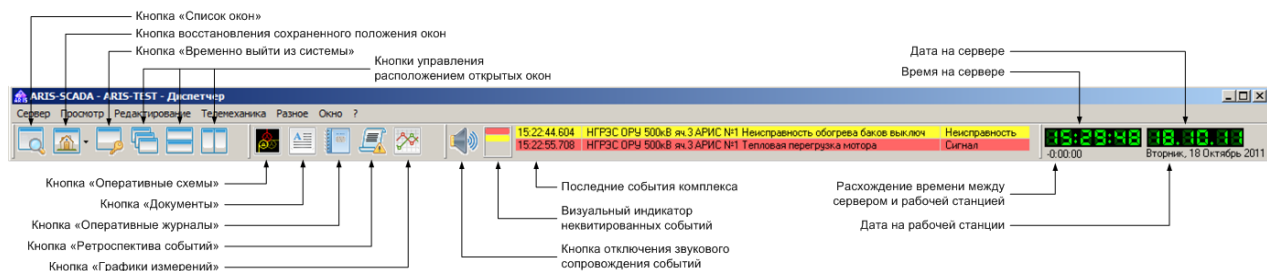 Кнопка «Список окон»
Кнопка восстановления сохраненного положения окон
Кнопка «Временно выйти из системы»
Кнопки управления
расположением открытых окон
Дата на сервере
Время на сервере
ARIS-SCADA - ARIS-TEST - Диспетчер
Сервер Просмотр Редактирование Телемеханика Разное Окно ?
15:22:44.604 НГРЭС ОРУ 500кВ яч.3 АРИС №1 Неисправность обогрева баков выключ Неисправность
15:22:55.708 НГРЭС ОРУ 500кВ яч.3 АРИС №1 Тепловая перегрузка мотора Сигнал
15:29:48 18.10.11
-0:00:00 Вторник, 18 Октябрь 2011
Кнопка «Оперативные схемы»
Кнопка «Документы»
Кнопка «Оперативные журналы»
Кнопка «Ретроспектива событий»
Кнопка «Графики измерений»
Последние события комплекса
Визуальный индикатор
неквитированных событий
Кнопка отключения звукового
сопровождения событий
Расхождение времени между
сервером и рабочей станцией
Дата на рабочей станции